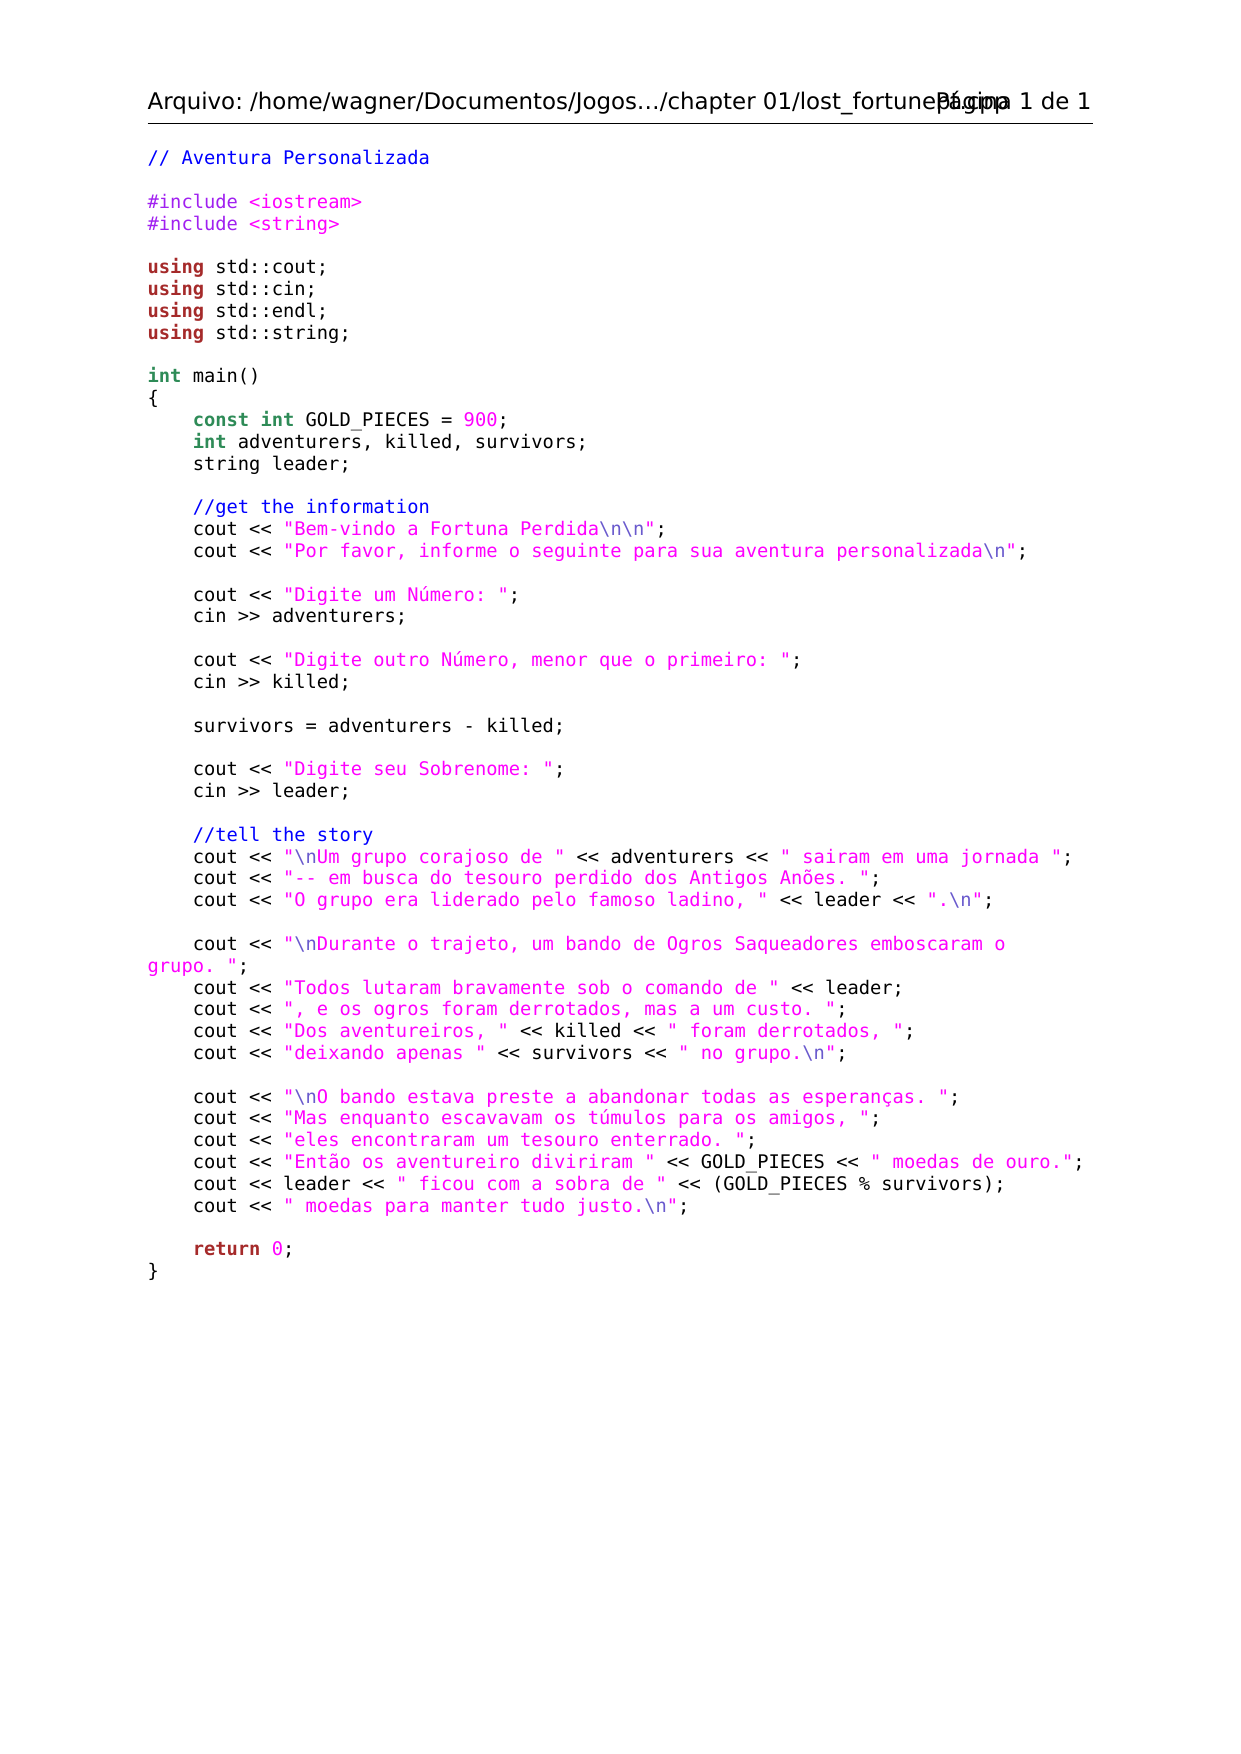 Arquivo: /home/wagner/Documentos/Jogos…/chapter 01/lost_fortunept.cpp Página 1 de 1
// Aventura Personalizada
#include <iostream>
#include <string>
using std::cout;
using std::cin;
using std::endl;
using std::string;
int main()
{
    const int GOLD_PIECES = 900;
    int adventurers, killed, survivors;
    string leader;
    //get the information
    cout << "Bem-vindo a Fortuna Perdida\n\n";
    cout << "Por favor, informe o seguinte para sua aventura personalizada\n";
    cout << "Digite um Número: ";
    cin >> adventurers;
    cout << "Digite outro Número, menor que o primeiro: ";
    cin >> killed;
    survivors = adventurers - killed;
    cout << "Digite seu Sobrenome: ";
    cin >> leader;
    //tell the story
    cout << "\nUm grupo corajoso de " << adventurers << " sairam em uma jornada ";
    cout << "-- em busca do tesouro perdido dos Antigos Anões. ";
    cout << "O grupo era liderado pelo famoso ladino, " << leader << ".\n";
    cout << "\nDurante o trajeto, um bando de Ogros Saqueadores emboscaram o
grupo. ";
    cout << "Todos lutaram bravamente sob o comando de " << leader;
    cout << ", e os ogros foram derrotados, mas a um custo. ";
    cout << "Dos aventureiros, " << killed << " foram derrotados, ";
    cout << "deixando apenas " << survivors << " no grupo.\n";
    cout << "\nO bando estava preste a abandonar todas as esperanças. ";
    cout << "Mas enquanto escavavam os túmulos para os amigos, ";
    cout << "eles encontraram um tesouro enterrado. ";
    cout << "Então os aventureiro diviriram " << GOLD_PIECES << " moedas de ouro.";
    cout << leader << " ficou com a sobra de " << (GOLD_PIECES % survivors);
    cout << " moedas para manter tudo justo.\n";
    return 0;
}